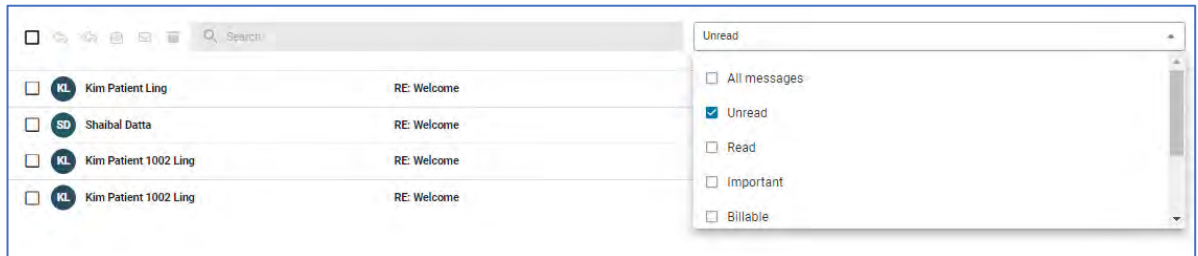 Search
Unread
All messages
KL Kim Patient Ling RE: Welcome
Unread
SD Shaibal Datta RE: Welcome
Read
KL Kim Patient 1002 Ling RE: Welcome
Important
KL Kim Patient 1002 Ling RE: Welcome
Billable